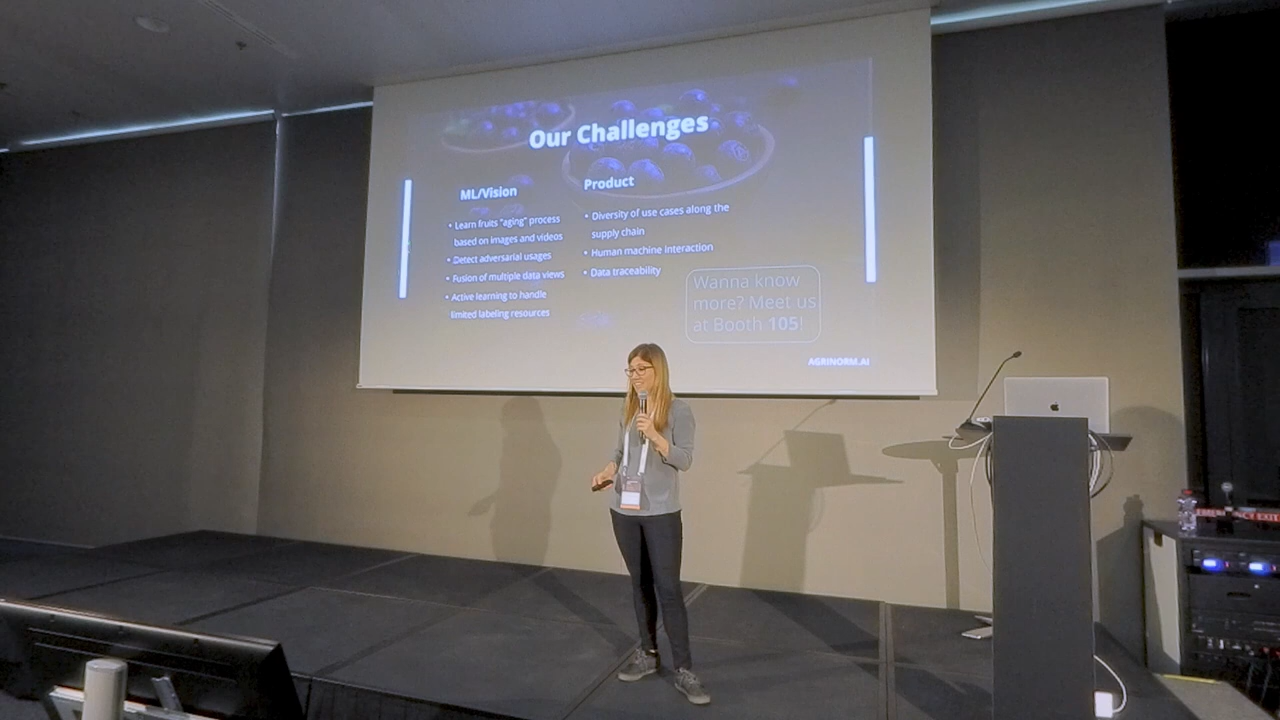 Our Challenges
ML/Vision
• Learn fruits "aging" process
based on images and videos
• Detect adversarial usages
• Fusion of multiple data views
• Active learning to handle
limited labeling resources
Product
• Diversity of use cases along the
supply chain
• Human machine interaction
• Data traceability
Wanna know
more? Meet us
at Booth 105!
AGRINORM.AI
EXIT